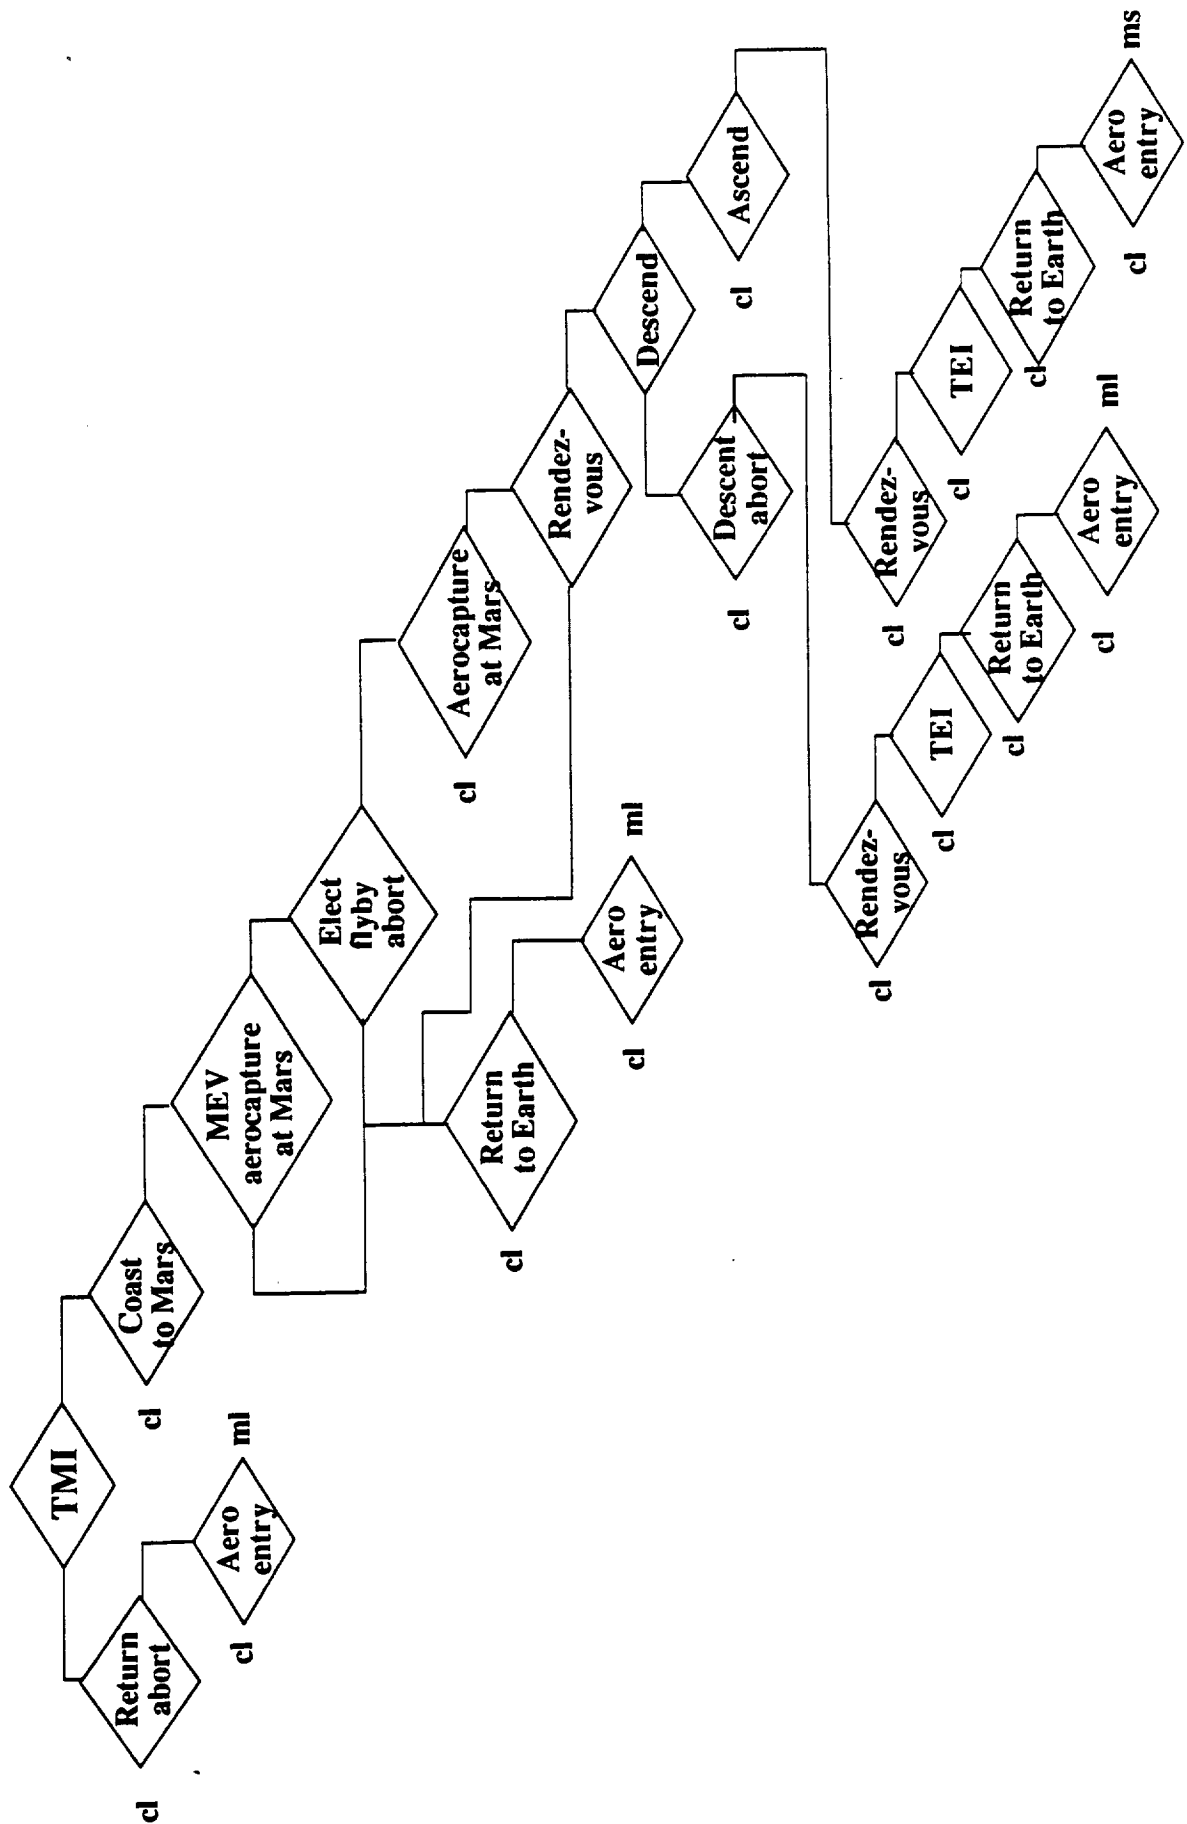 TMI
Return
abort
cl
Aero
entry
cl
ml
Coast
to Mars
cl
MEV
aerocapture
at Mars
Elect
flyby
abort
Return
to Earth
cl
Aero
entry
cl
ml
Aerocapture
at Mars
cl
Rendez-
vous
Descend
Descent
abort
cl
Ascend
cl
Rendez-
vous
cl
TEI
cl
Return
to Earth
cl
Aero
entry
ml
Rendez-
vous
cl
TEI
cl
Return
to Earth
cl
Aero
entry
cl
ms